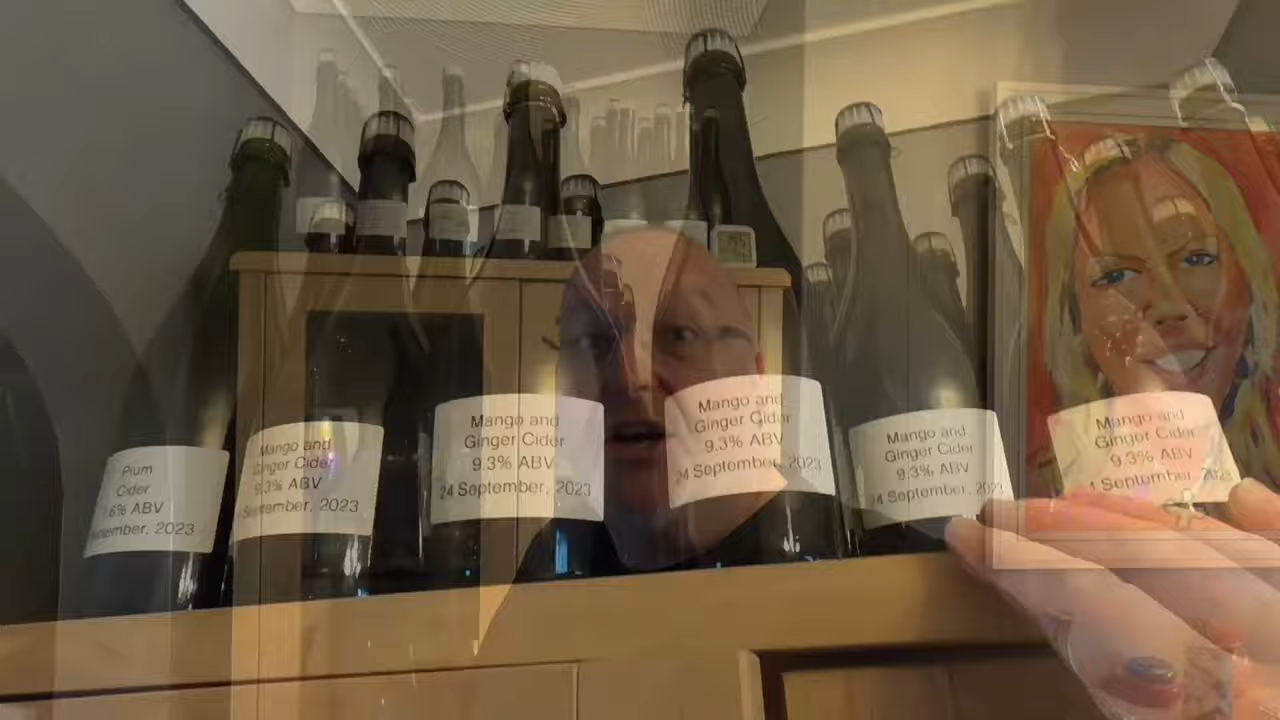 Plum
Cider
.6% ABV
ember, 2023
Mango and
Ginger Cider
9.3% ABV
September, 2023
Mango and
Ginger Cider
9.3% ABV
24 September, 2023
Mango and
Ginger Cider
9.3% ABV
24 September, 2023
Mango and
Ginger Cider
9.3% ABV
24 September, 2023
Mango and
Ginger Cider
9.3% ABV
September, 2023